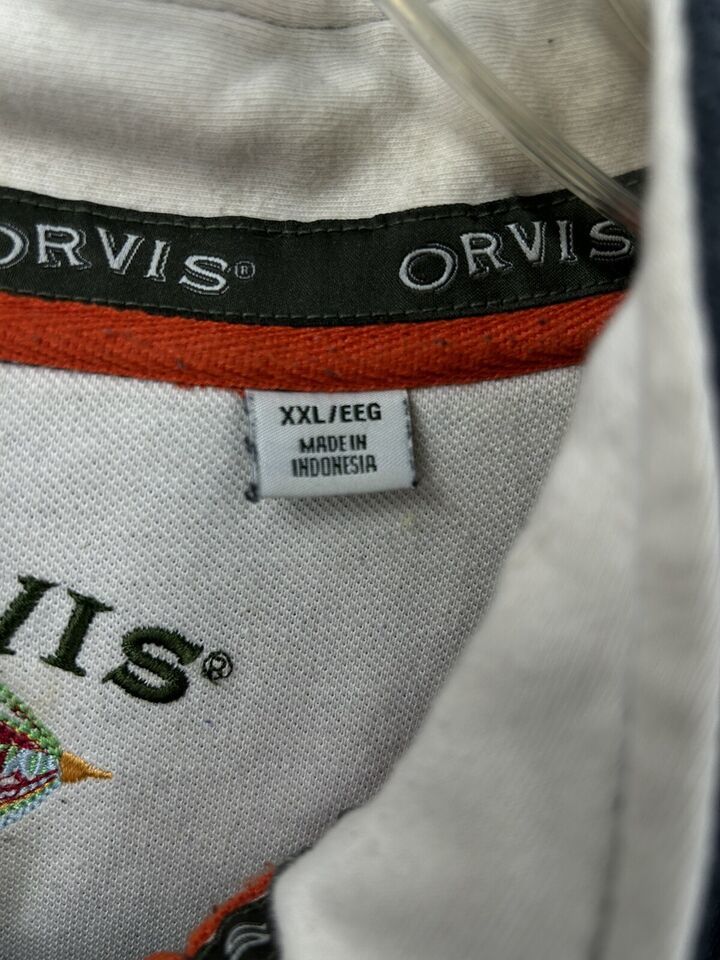 ORVIS® ORVIS
XXL/EEG
MADE IN
INDONESIA
VIS®